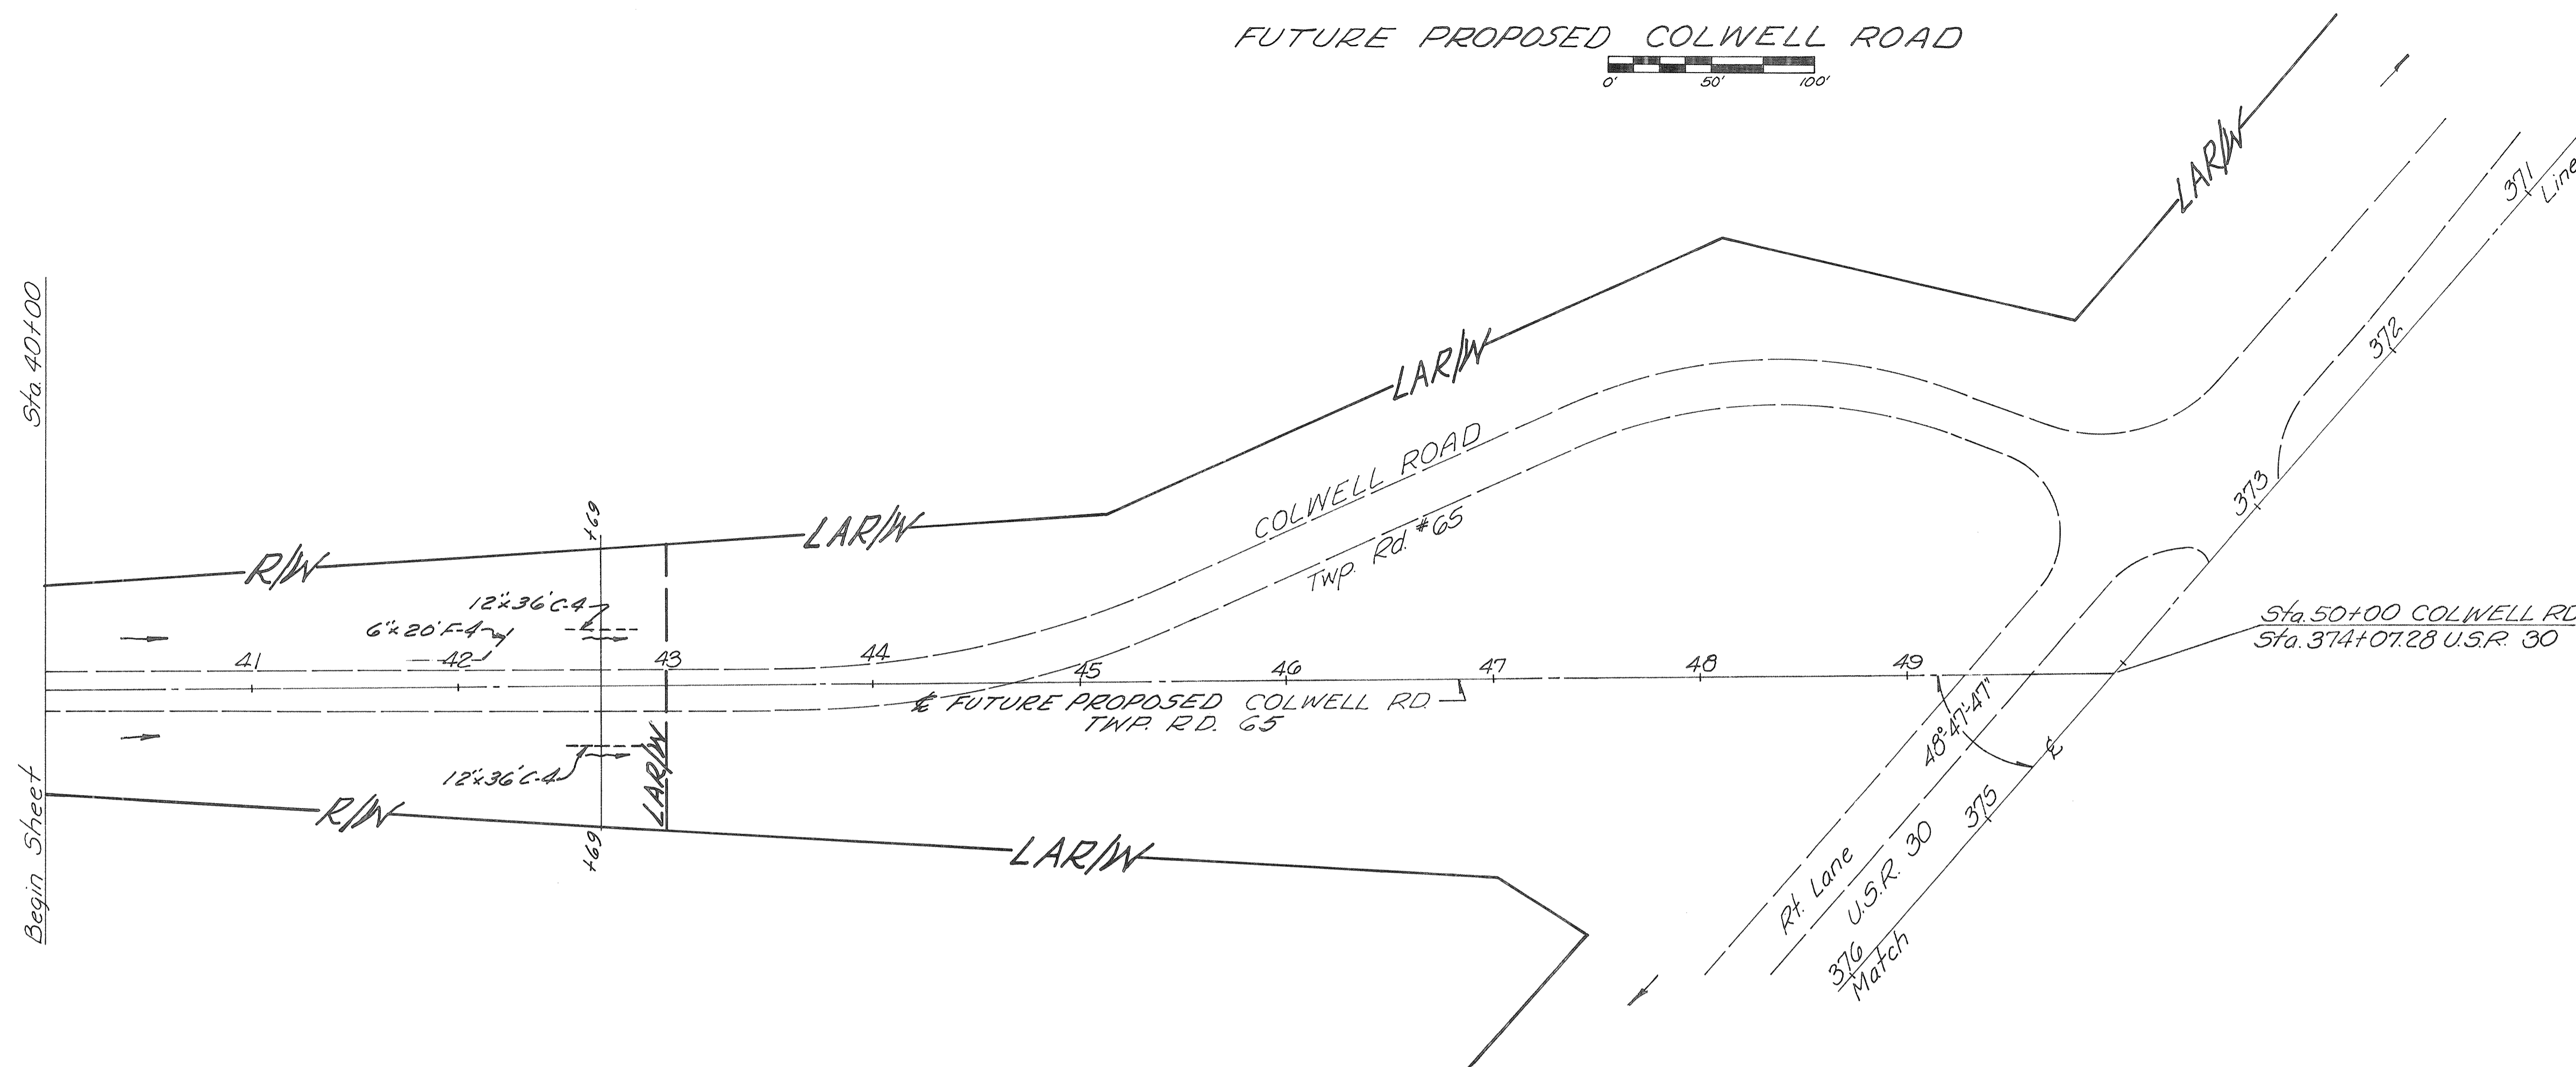 FUTURE PROPOSED COLWELL ROAD
0' 50' 100'
LAR/W
371
Line
372
Sta. 40+00
LAR/W
COLWELL ROAD
373
+69
LAR/W
Twp. Rd. #65
R/W
12"x36' C-4
6"x20' F-4
Sta. 50+00 COLWELL RD
Sta. 374+07.28 U.S.R. 30
41 42 43 44 45 46 47 48 49
℄ FUTURE PROPOSED COLWELL RD.
TWP. RD. 65
48°-47'-47"
℄
LAR/W
12"x36' C-4
Begin Sheet
R/W
375
+69
LAR/W
Rt. Lane
U.S.R. 30
376
Match